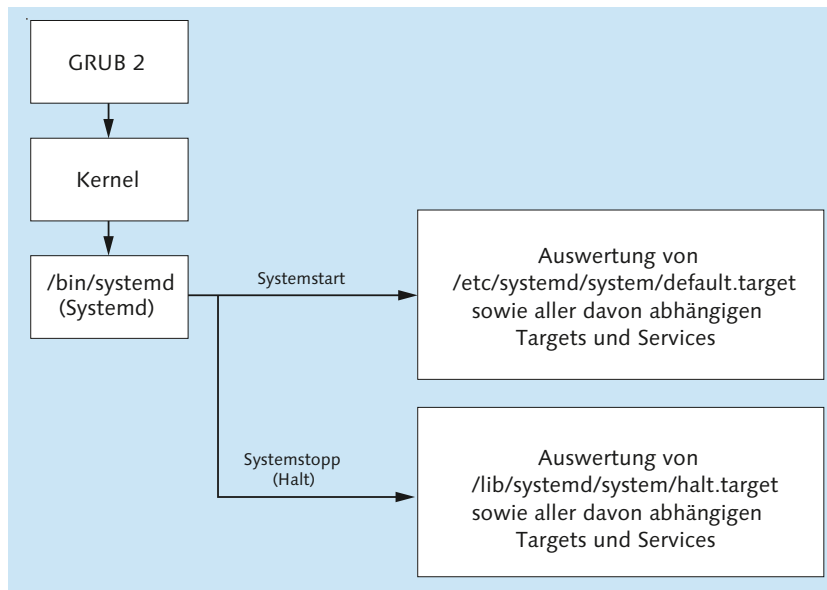 GRUB 2
Kernel
/bin/systemd
(Systemd)
Systemstart
Auswertung von
/etc/systemd/system/default.target
sowie aller davon abhängigen
Targets und Services
Systemstopp
(Halt)
Auswertung von
/lib/systemd/system/halt.target
sowie aller davon abhängigen
Targets und Services